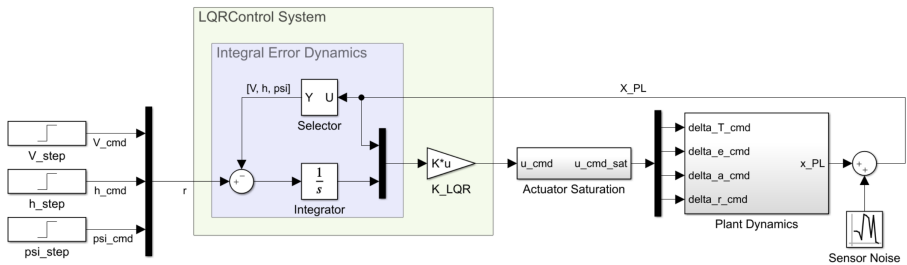 LQRControl System
Integral Error Dynamics
[V, h, psi]
Y U
Selector
X_PL
V_step
V_cmd
h_step
h_cmd
psi_step
psi_cmd
r
+ −
1
s
Integrator
K*u
K_LQR
u_cmd u_cmd_sat
Actuator Saturation
delta_T_cmd
delta_e_cmd
delta_a_cmd
delta_r_cmd
x_PL
Plant Dynamics
+
+
Sensor Noise